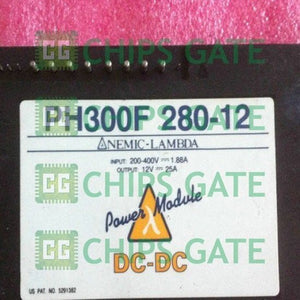 CHIPS GATE
PH300F 280-12
NEMIC-LAMBDA
INPUT: 200-400V ⎓ 1.88A
OUTPUT: 12V ⎓ 25A
CHIPS GATE
Power Module
λ
DC-DC
CHIPS GATE
US PAT. NO. 5291382